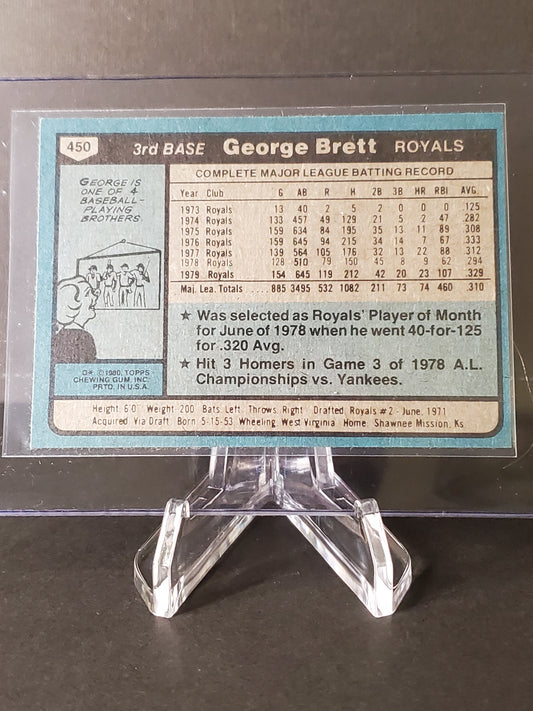 450 3rd BASE George Brett ROYALS
GEORGE IS
ONE OF 4
BASEBALL-
PLAYING
BROTHERS.
COMPLETE MAJOR LEAGUE BATTING RECORD
Year Club G AB R H 2B 3B HR RBI AVG.
1973 Royals 13 40 2 5 2 0 0 0 .125
1974 Royals 133 457 49 129 21 5 2 47 .282
1975 Royals 159 634 84 195 35 13 11 89 .308
1976 Royals 159 645 94 215 34 14 7 67 .333
1977 Royals 139 564 105 176 32 13 22 88 .312
1978 Royals 128 510 79 150 45 8 9 62 .294
1979 Royals 154 645 119 212 42 20 23 107 .329
Maj. Lea. Totals ..... 885 3495 532 1082 211 73 74 460 .310
★ Was selected as Royals' Player of Month
for June of 1978 when he went 40-for-125
for .320 Avg.
★ Hit 3 Homers in Game 3 of 1978 A.L.
Championships vs. Yankees.
D★ ©1980, TOPPS
CHEWING GUM, INC.
PRTD. IN U.S.A.
Height: 6'0" Weight: 200 Bats: Left Throws: Right Drafted: Royals #2 - June, 1971
Acquired: Via Draft Born: 5-15-53 Wheeling, West Virginia Home: Shawnee Mission, Ks.